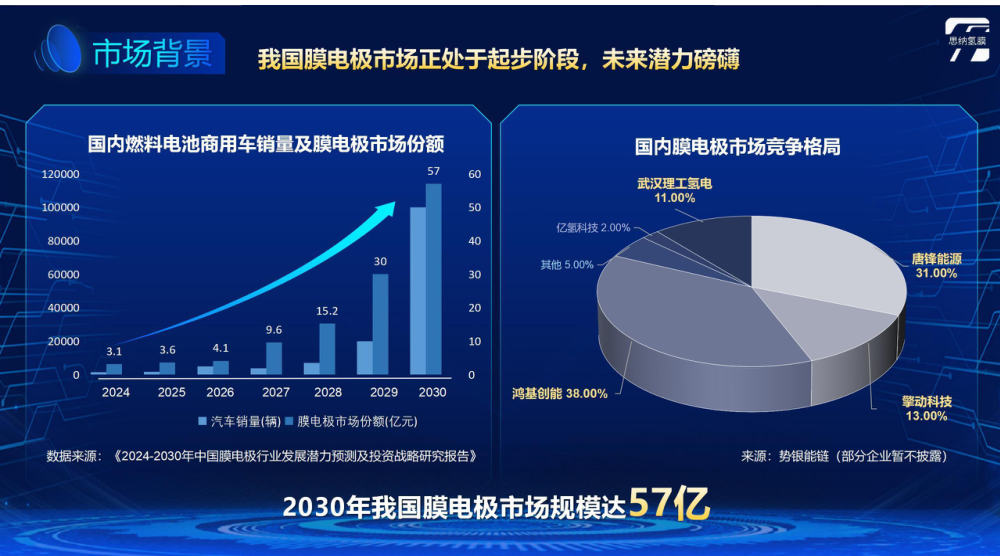 市场背景
我国膜电极市场正处于起步阶段，未来潜力磅礴
思纳氢膜
国内燃料电池商用车销量及膜电极市场份额
120000
100000
80000
60000
40000
20000
0
60
50
40
30
20
10
0
3.1
3.6
4.1
9.6
15.2
30
57
2024
2025
2026
2027
2028
2029
2030
汽车销量(辆)
膜电极市场份额(亿元)
数据来源：《2024-2030年中国膜电极行业发展潜力预测及投资战略研究报告》
国内膜电极市场竞争格局
武汉理工氢电
11.00%
亿氢科技 2.00%
其他 5.00%
唐锋能源
31.00%
鸿基创能 38.00%
擎动科技
13.00%
来源：势银能链（部分企业暂不披露）
2030年我国膜电极市场规模达57亿